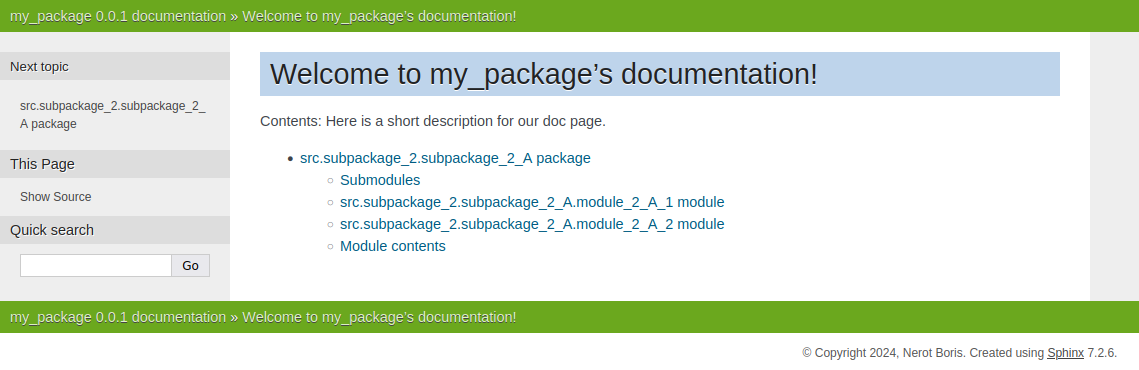 my_package 0.0.1 documentation » Welcome to my_package’s documentation!
Next topic
src.subpackage_2.subpackage_2_
A package
This Page
Show Source
Quick search
Go
Welcome to my_package’s documentation!
Contents: Here is a short description for our doc page.
• src.subpackage_2.subpackage_2_A package
○ Submodules
○ src.subpackage_2.subpackage_2_A.module_2_A_1 module
○ src.subpackage_2.subpackage_2_A.module_2_A_2 module
○ Module contents
my_package 0.0.1 documentation » Welcome to my_package’s documentation!
© Copyright 2024, Nerot Boris. Created using Sphinx 7.2.6.